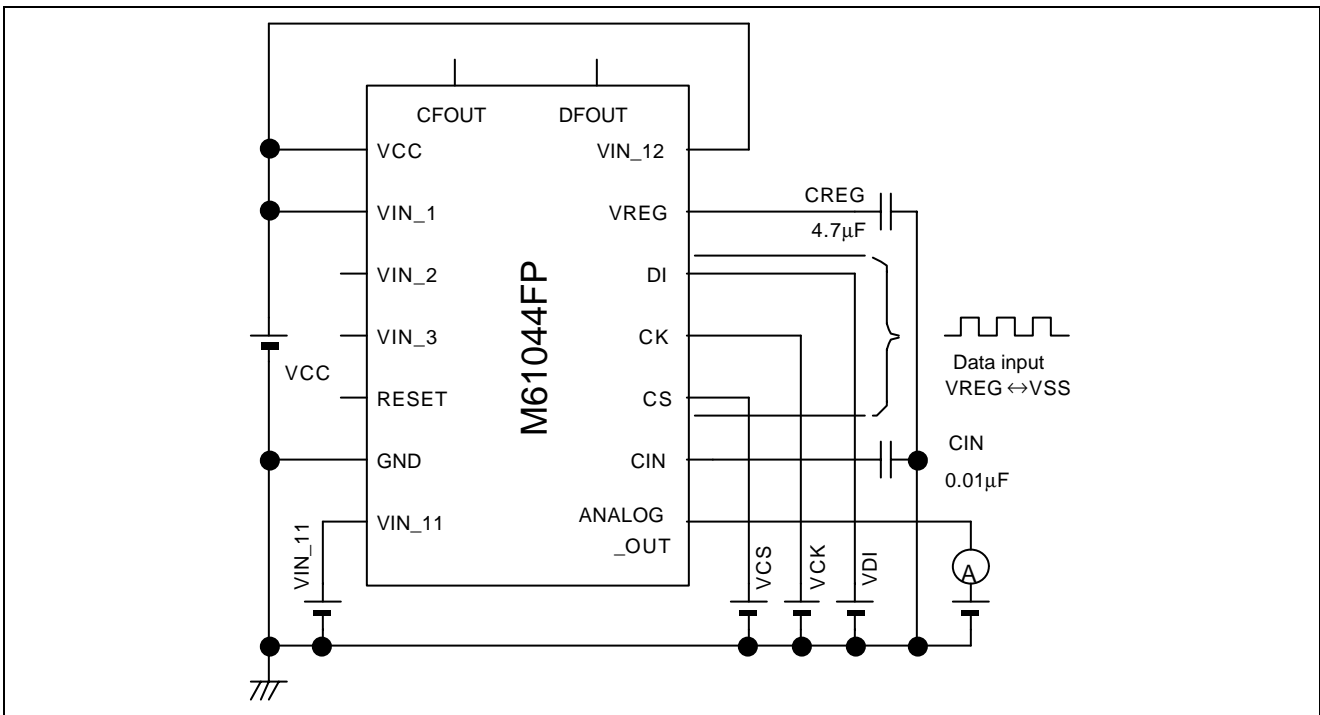 CFOUT DFOUT
VCC VIN_12
VIN_1 VREG
CREG
4.7μF
VIN_2 DI
VIN_3 CK
M61044FP
VCC
RESET CS
Data input
VREG ↔VSS
GND CIN
CIN
0.01μF
VIN_11 ANALOG
_OUT
VIN_11
VCS
VCK
VDI
A